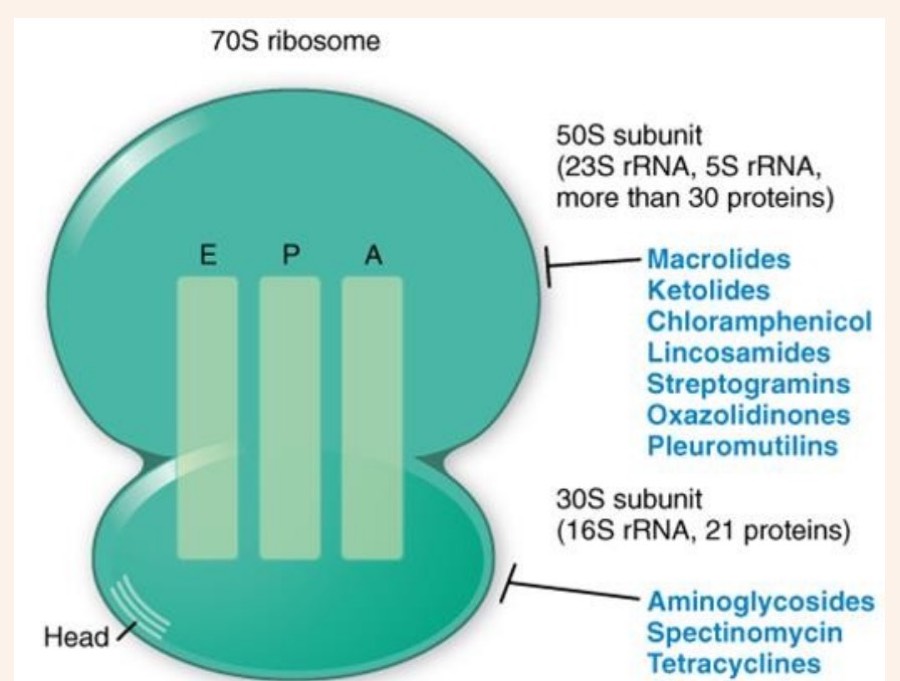 70S ribosome
50S subunit
(23S rRNA, 5S rRNA,
more than 30 proteins)
E P A
Macrolides
Ketolides
Chloramphenicol
Lincosamides
Streptogramins
Oxazolidinones
Pleuromutilins
30S subunit
(16S rRNA, 21 proteins)
Aminoglycosides
Spectinomycin
Tetracyclines
Head